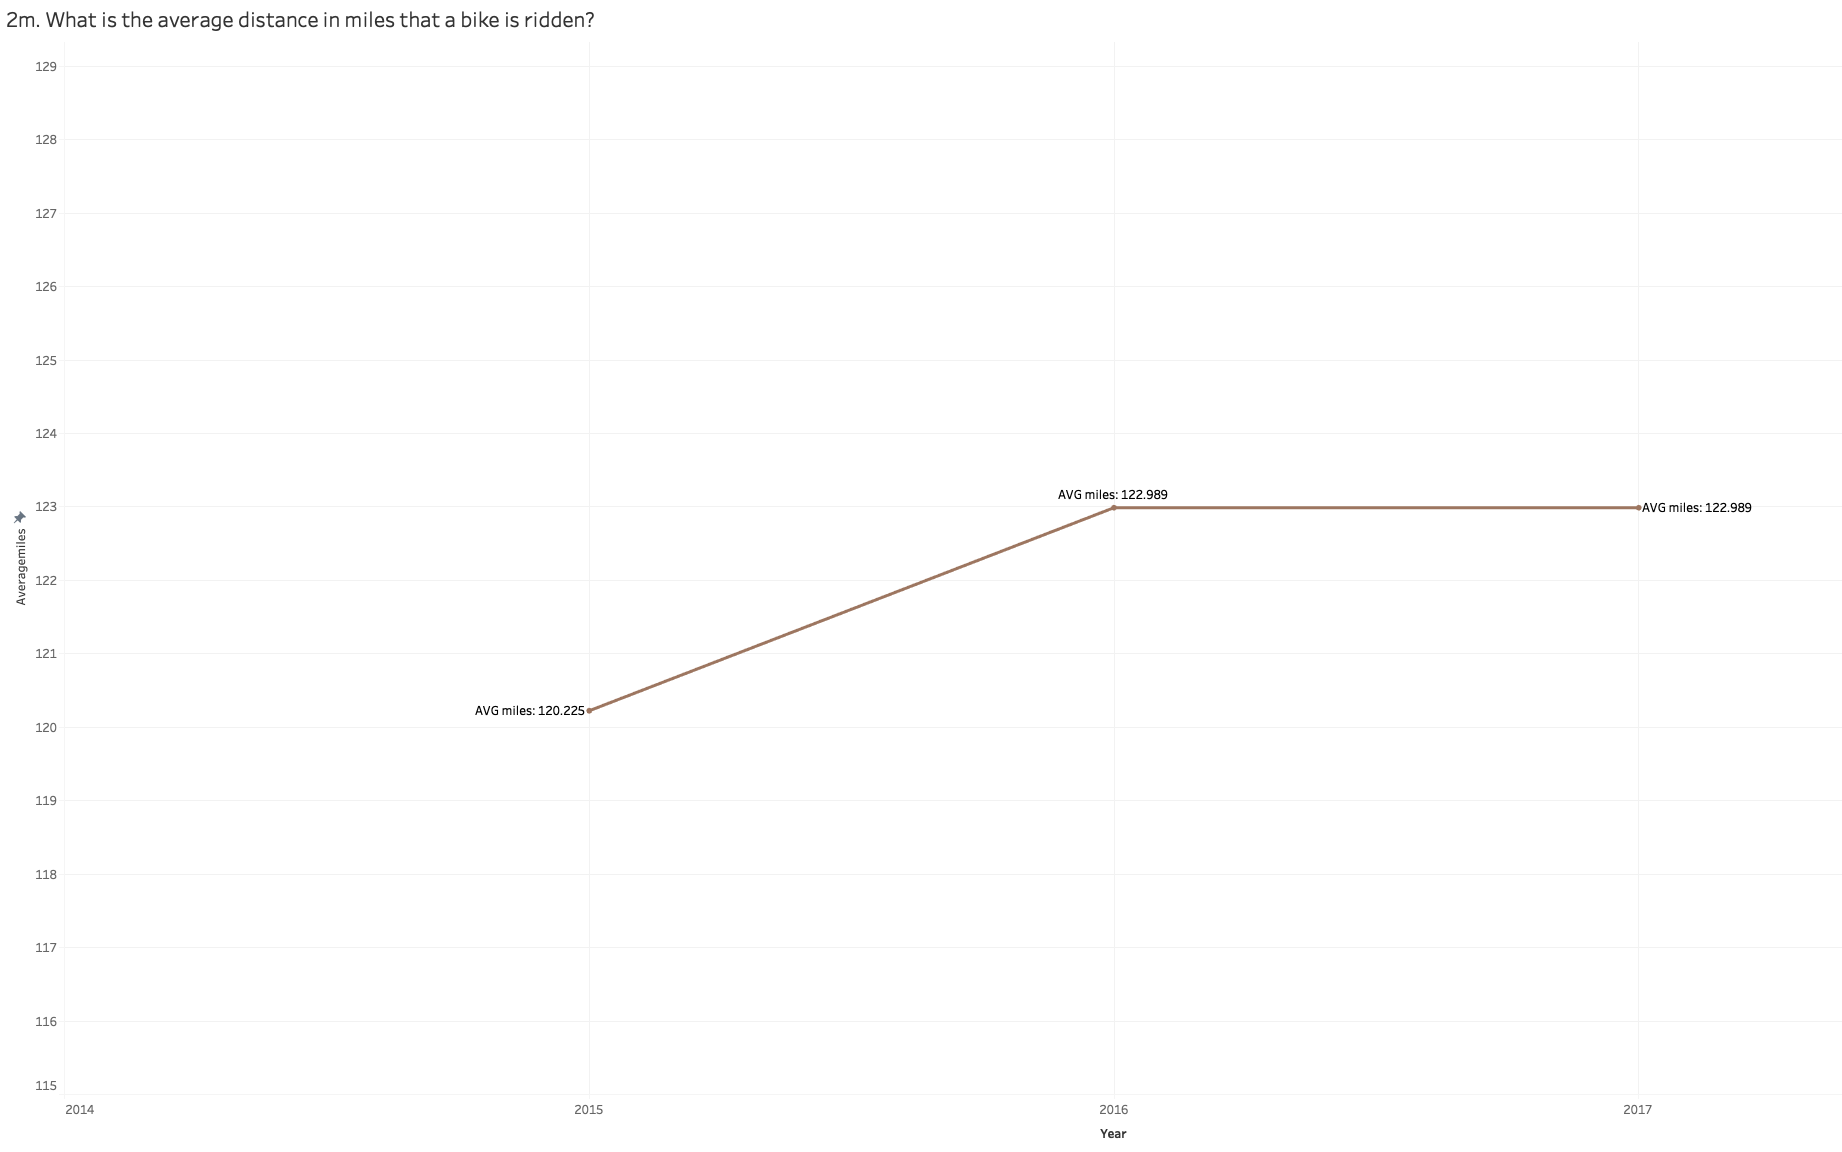 2m. What is the average distance in miles that a bike is ridden?
129
128
127
126
125
124
123
122
121
120
119
118
117
116
115
Averagemiles
AVG miles: 122.989
AVG miles: 122.989
AVG miles: 120.225
2014 2015 2016 2017
Year